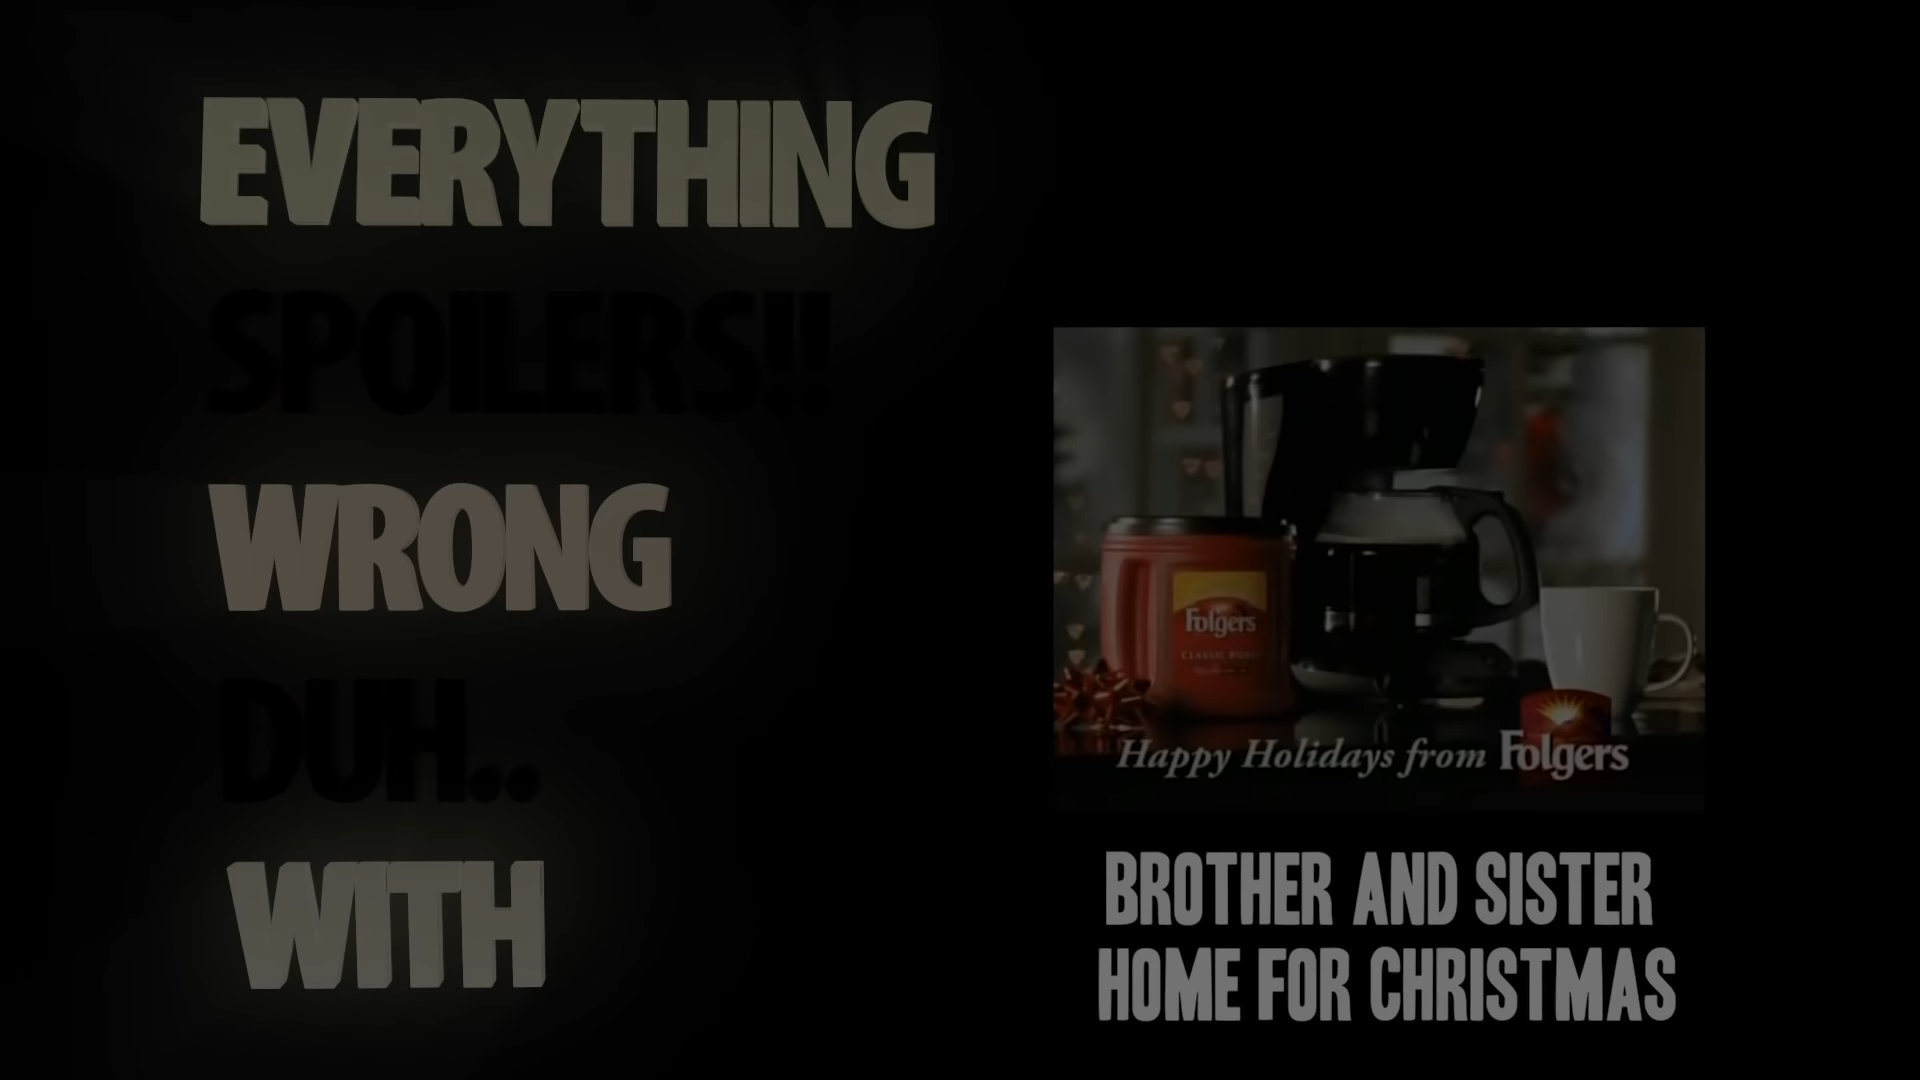 EVERYTHING
SPOILERS!!
WRONG
DUH..
WITH
Folgers
CLASSIC ROAST
Happy Holidays from Folgers
BROTHER AND SISTER
HOME FOR CHRISTMAS